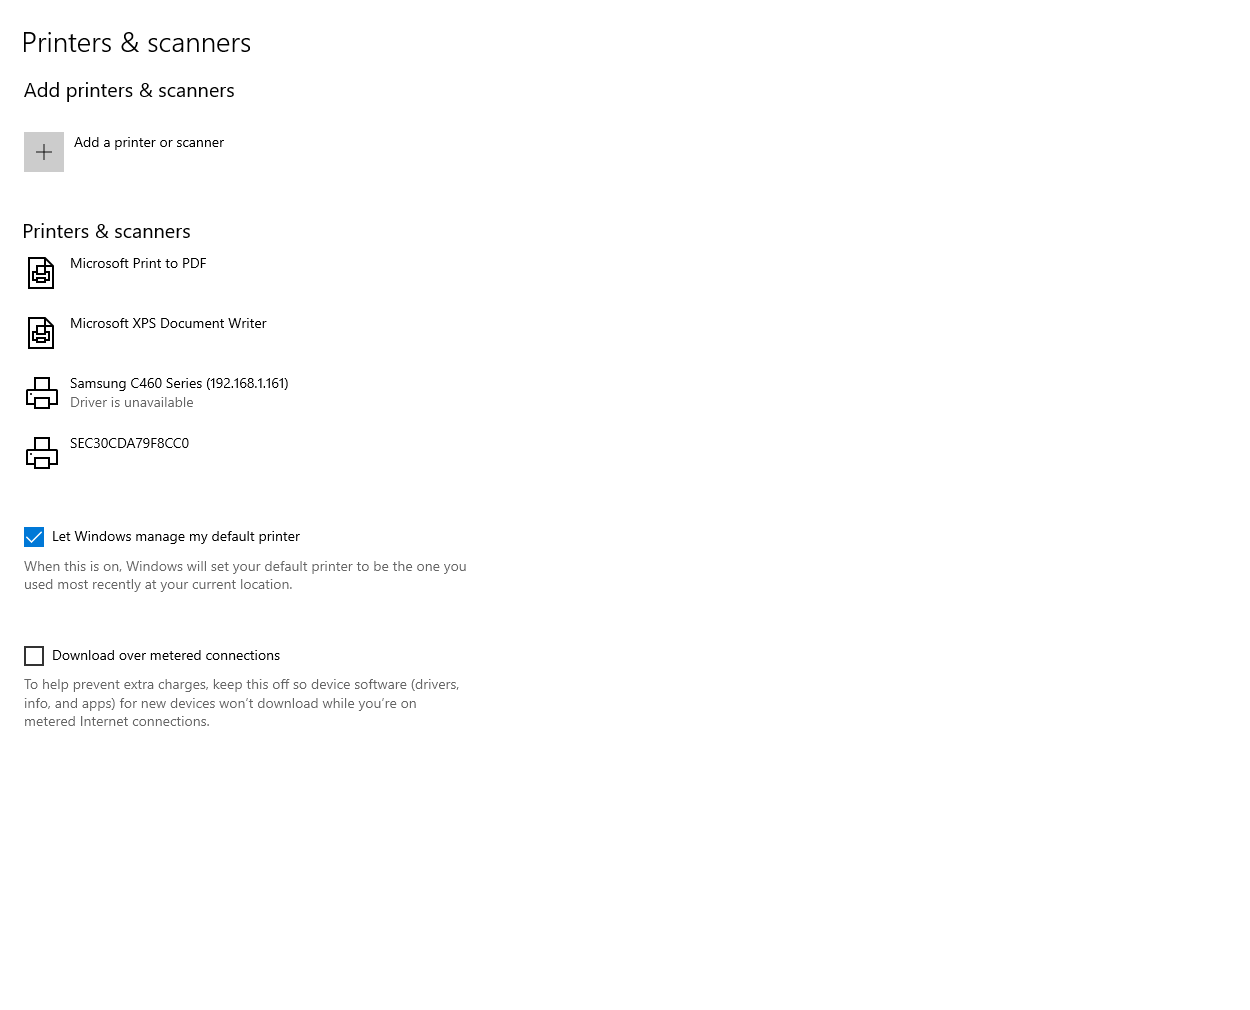 Printers & scanners
Add printers & scanners
Add a printer or scanner
Printers & scanners
Microsoft Print to PDF
Microsoft XPS Document Writer
Samsung C460 Series (192.168.1.161)
Driver is unavailable
SEC30CDA79F8CC0
Let Windows manage my default printer
When this is on, Windows will set your default printer to be the one you
used most recently at your current location.
Download over metered connections
To help prevent extra charges, keep this off so device software (drivers,
info, and apps) for new devices won't download while you're on
metered Internet connections.